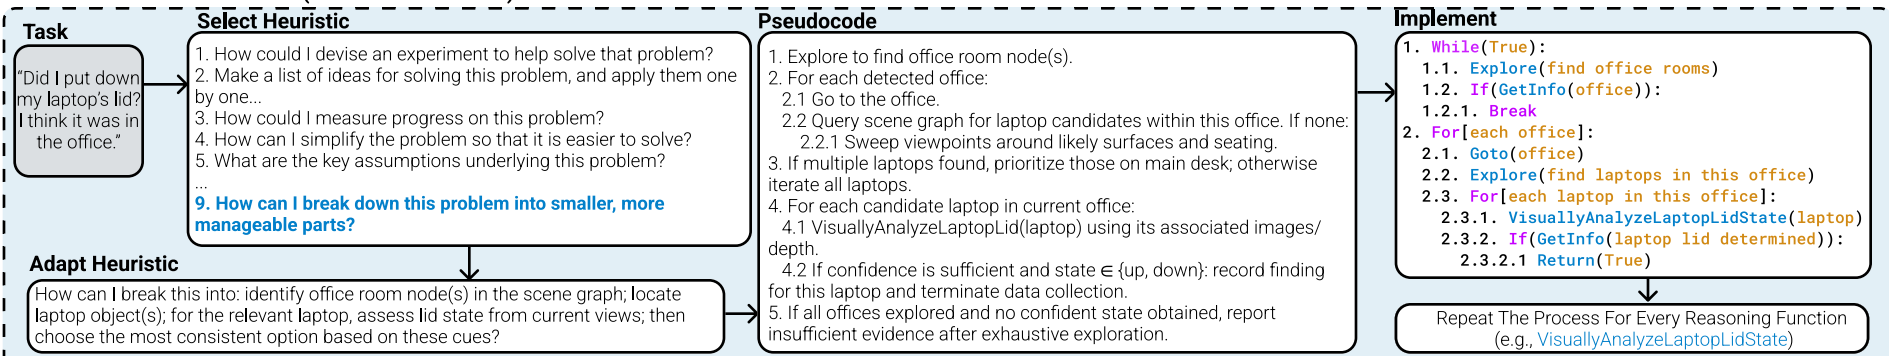 Task
"Did I put down
my laptop's lid?
I think it was in
the office."
Select Heuristic
1. How could I devise an experiment to help solve that problem?
2. Make a list of ideas for solving this problem, and apply them one
by one...
3. How could I measure progress on this problem?
4. How can I simplify the problem so that it is easier to solve?
5. What are the key assumptions underlying this problem?
...
9. How can I break down this problem into smaller, more
manageable parts?
Adapt Heuristic
How can I break this into: identify office room node(s) in the scene graph; locate
laptop object(s); for the relevant laptop, assess lid state from current views; then
choose the most consistent option based on these cues?
Pseudocode
1. Explore to find office room node(s).
2. For each detected office:
2.1 Go to the office.
2.2 Query scene graph for laptop candidates within this office. If none:
2.2.1 Sweep viewpoints around likely surfaces and seating.
3. If multiple laptops found, prioritize those on main desk; otherwise
iterate all laptops.
4. For each candidate laptop in current office:
4.1 VisuallyAnalyzeLaptopLid(laptop) using its associated images/
depth.
4.2 If confidence is sufficient and state ∈ {up, down}: record finding
for this laptop and terminate data collection.
5. If all offices explored and no confident state obtained, report
insufficient evidence after exhaustive exploration.
Implement
1. While(True):
1.1. Explore(find office rooms)
1.2. If(GetInfo(office)):
1.2.1. Break
2. For[each office]:
2.1. Goto(office)
2.2. Explore(find laptops in this office)
2.3. For[each laptop in this office]:
2.3.1. VisuallyAnalyzeLaptopLidState(laptop)
2.3.2. If(GetInfo(laptop lid determined)):
2.3.2.1 Return(True)
Repeat The Process For Every Reasoning Function
(e.g., VisuallyAnalyzeLaptopLidState)